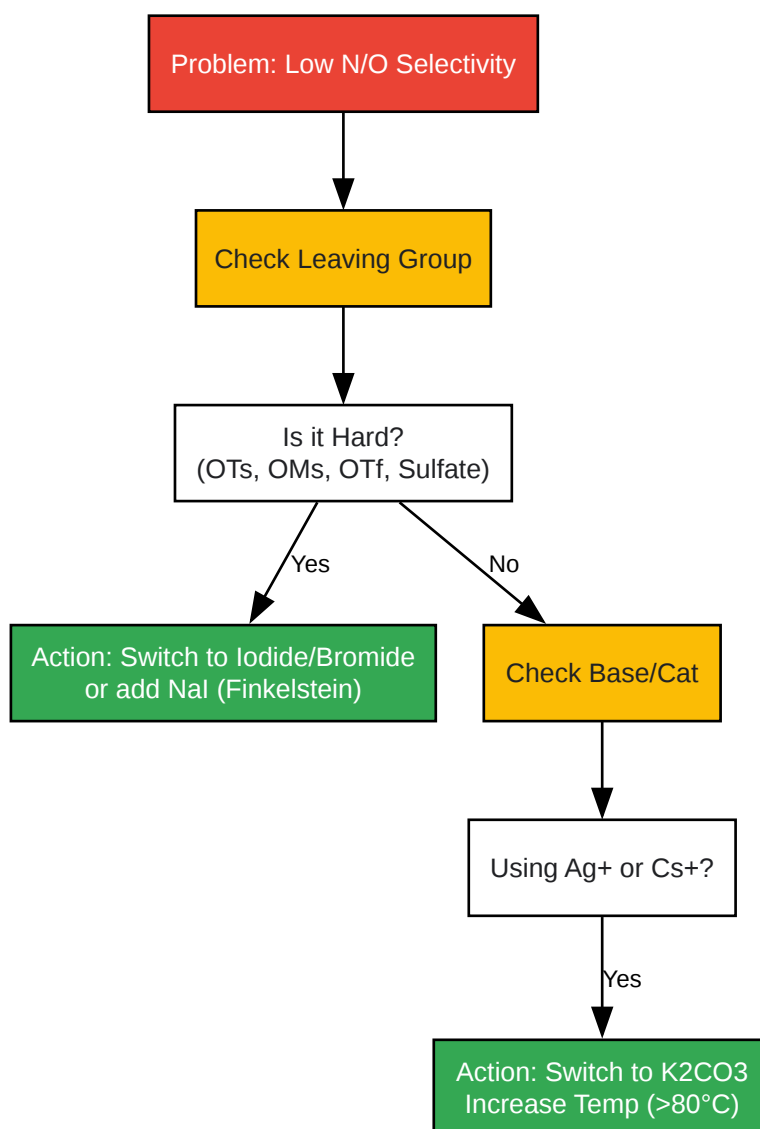 Problem: Low N/O Selectivity
Check Leaving Group
Is it Hard?
(OTs, OMs, OTf, Sulfate)
Yes
No
Action: Switch to Iodide/Bromide
or add NaI (Finkelstein)
Check Base/Cat
Using Ag+ or Cs+?
Yes
Action: Switch to K2CO3
Increase Temp (>80°C)